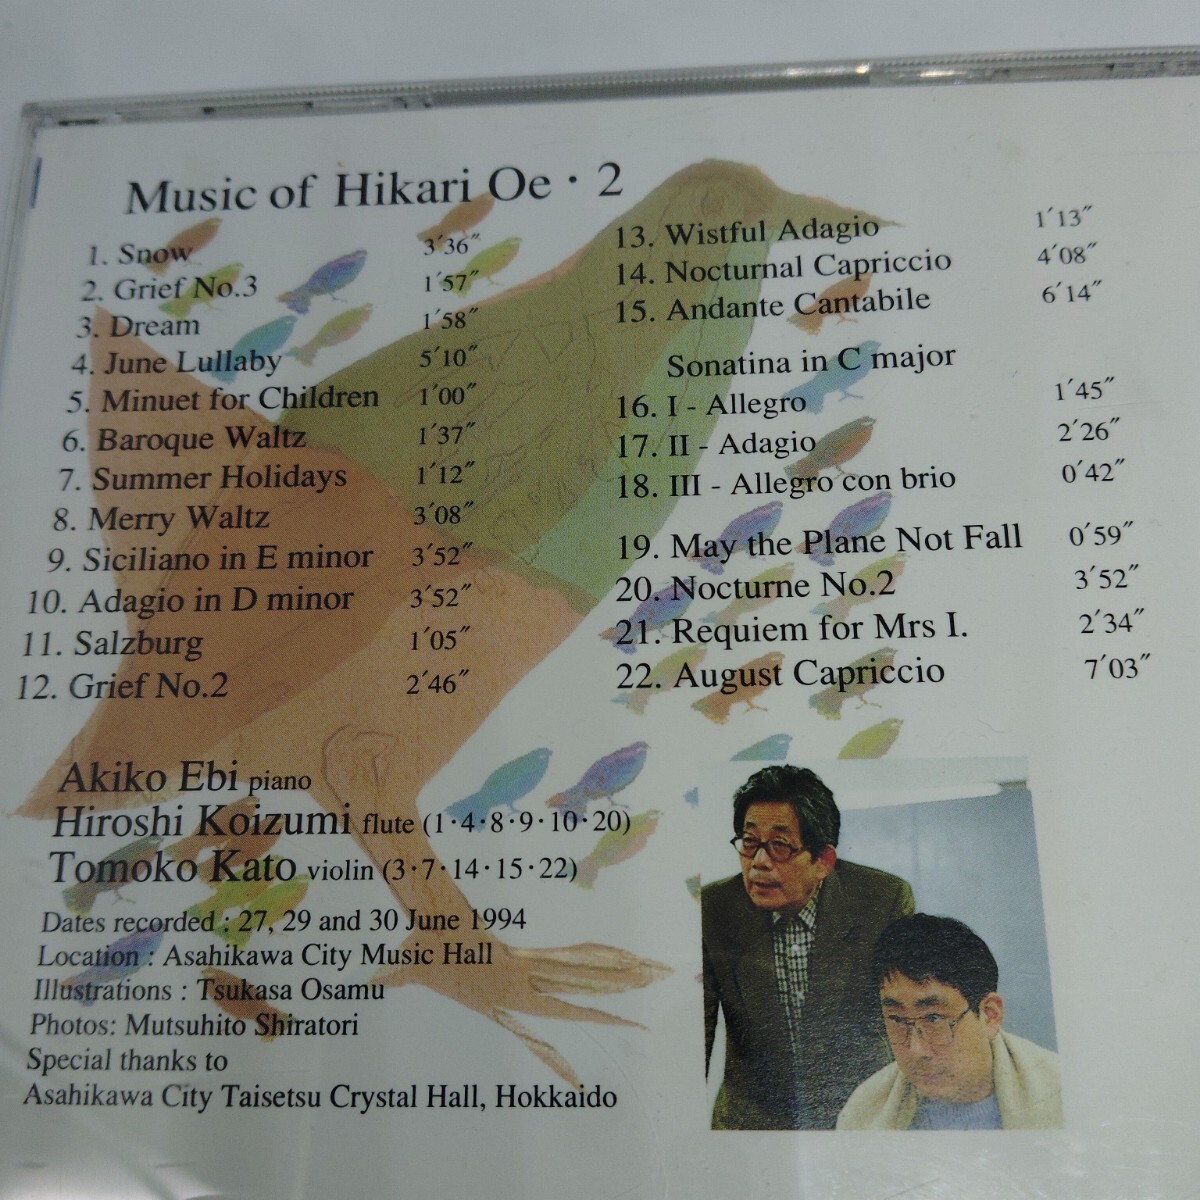 Music of Hikari Oe・2
1. Snow 3′36″
2. Grief No.3 1′57″
3. Dream 1′58″
4. June Lullaby 5′10″
5. Minuet for Children 1′00″
6. Baroque Waltz 1′37″
7. Summer Holidays 1′12″
8. Merry Waltz 3′08″
9. Siciliano in E minor 3′52″
10. Adagio in D minor 3′52″
11. Salzburg 1′05″
12. Grief No.2 2′46″
13. Wistful Adagio 1′13″
14. Nocturnal Capriccio 4′08″
15. Andante Cantabile 6′14″
Sonatina in C major
16. I - Allegro 1′45″
17. II - Adagio 2′26″
18. III - Allegro con brio 0′42″
19. May the Plane Not Fall 0′59″
20. Nocturne No.2 3′52″
21. Requiem for Mrs I. 2′34″
22. August Capriccio 7′03″
Akiko Ebi piano
Hiroshi Koizumi flute (1・4・8・9・10・20)
Tomoko Kato violin (3・7・14・15・22)
Dates recorded : 27, 29 and 30 June 1994
Location : Asahikawa City Music Hall
Illustrations : Tsukasa Osamu
Photos: Mutsuhito Shiratori
Special thanks to
Asahikawa City Taisetsu Crystal Hall, Hokkaido